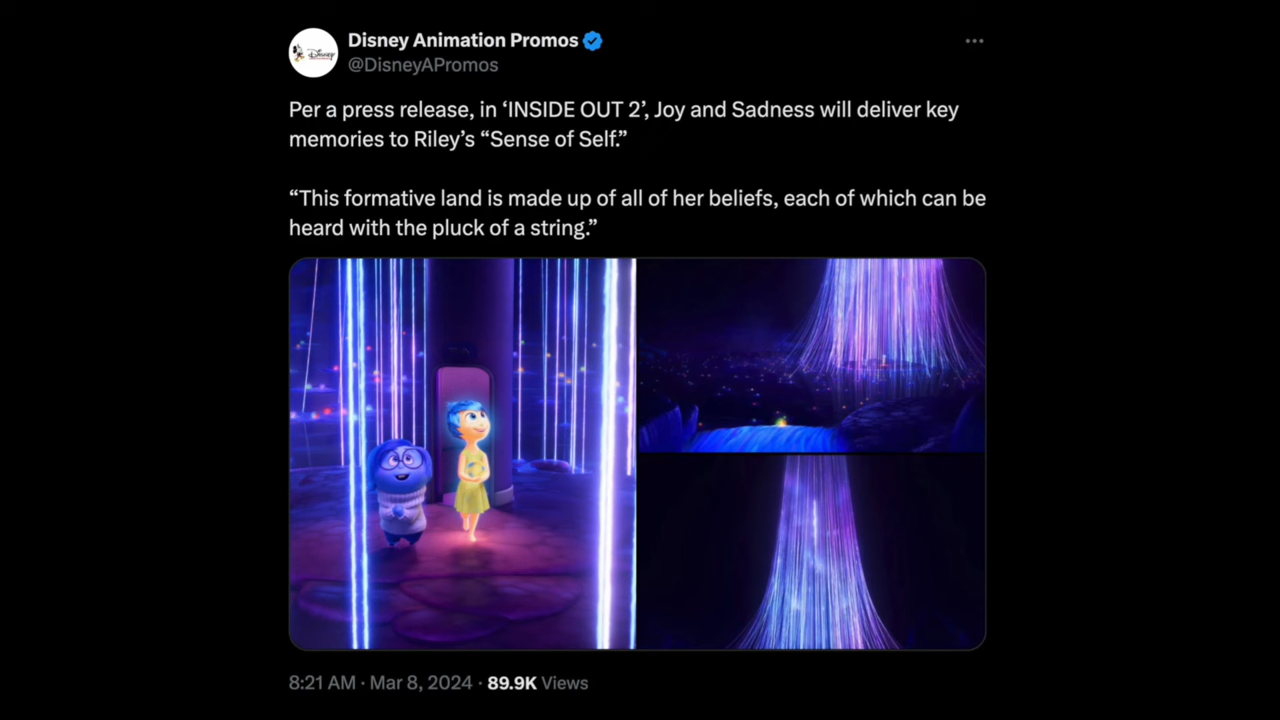 Disney
Disney Animation Promos
@DisneyAPromos
Per a press release, in ‘INSIDE OUT 2’, Joy and Sadness will deliver key
memories to Riley’s “Sense of Self.”
“This formative land is made up of all of her beliefs, each of which can be
heard with the pluck of a string.”
8:21 AM · Mar 8, 2024 · 89.9K Views